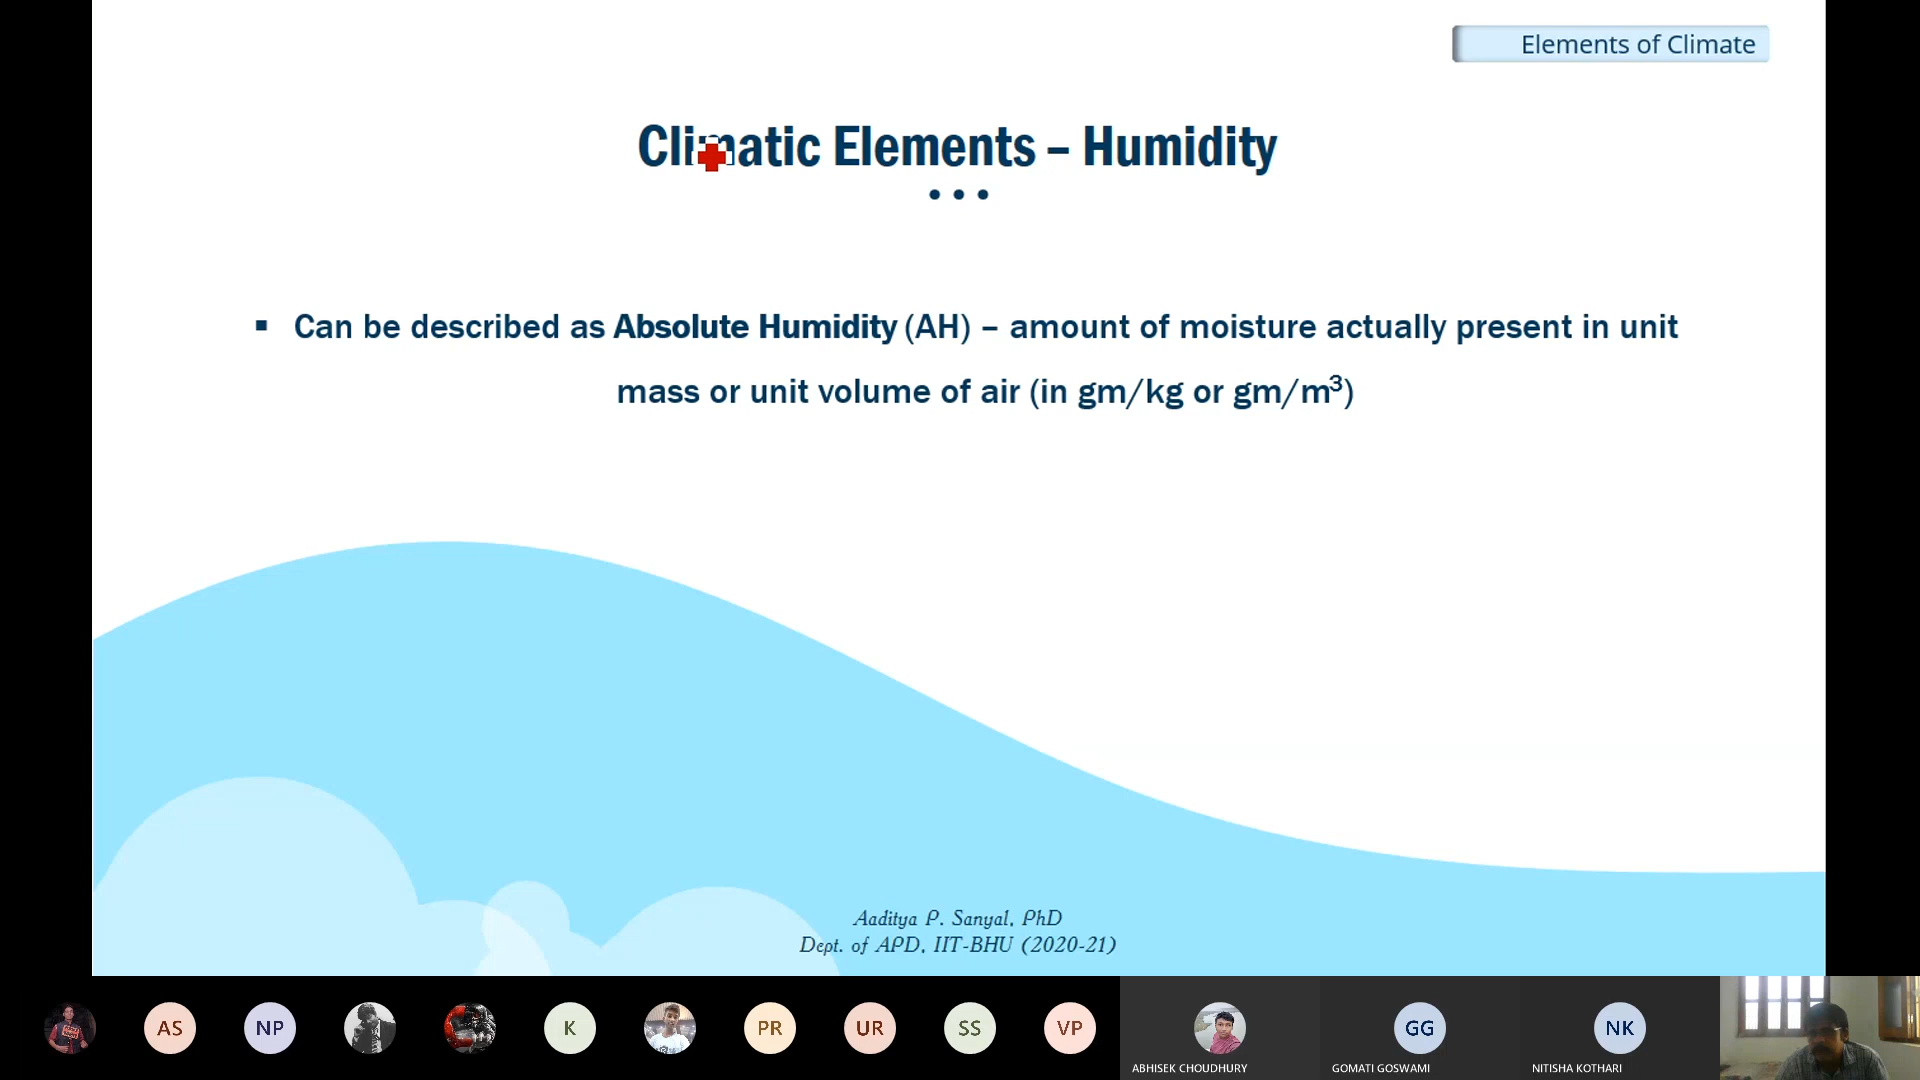 Elements of Climate
Climatic Elements – Humidity
▪ Can be described as Absolute Humidity (AH) – amount of moisture actually present in unit
mass or unit volume of air (in gm/kg or gm/m³)
Aaditya P. Sanyal, PhD
Dept. of APD, IIT-BHU (2020-21)
AS NP K PR UR SS VP GG NK
ABHISEK CHOUDHURY GOMATI GOSWAMI NITISHA KOTHARI